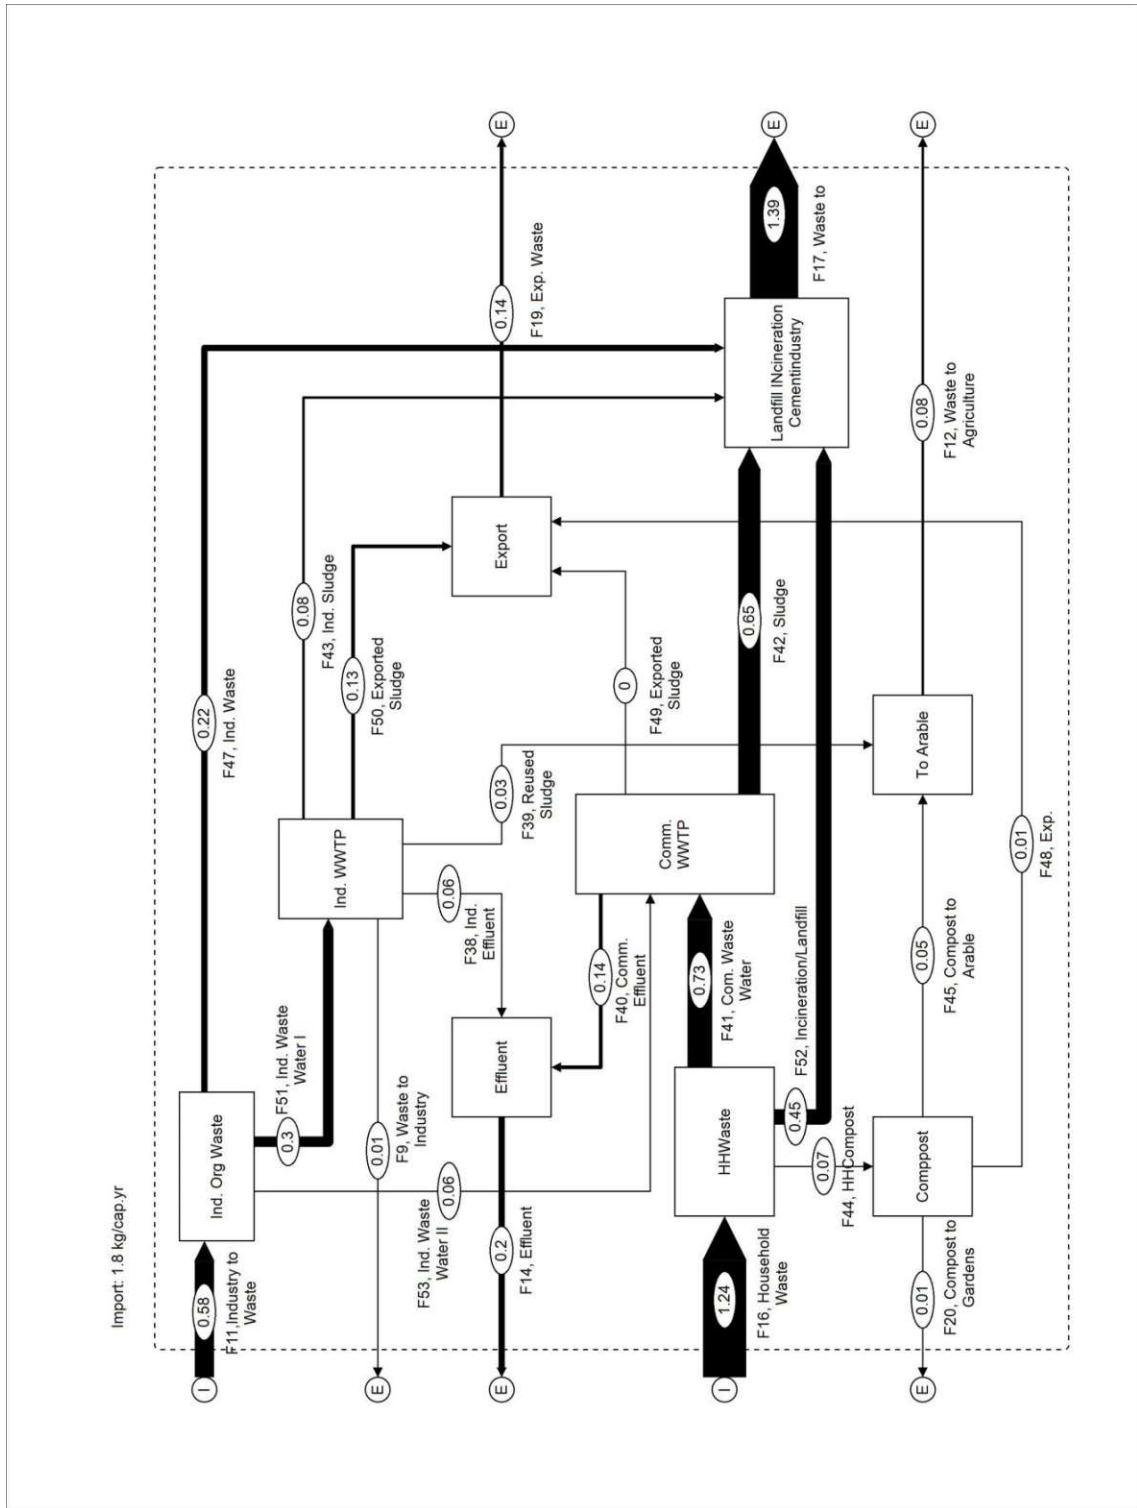 Import: 1.8 kg/cap.yr
I
0.58
F11,Industry to
Waste
Ind. Org Waste
0.22
F47, Ind. Waste
0.3
F51, Ind. Waste
Water I
0.06
F53, Ind. Waste
Water II
Ind. WWTP
0.08
F43, Ind. Sludge
0.13
F50, Exported
Sludge
0.03
F39, Reused
Sludge
0.06
F38, Ind.
Effluent
E
0.01
F9, Waste to
Industry
E
0.2
F14, Effluent
Effluent
0.14
F40, Comm.
Effluent
Export
0.14
F19, Exp. Waste
E
Comm.
WWTP
0
F49, Exported
Sludge
0.65
F42, Sludge
I
1.24
F16, Household
Waste
HHWaste
0.73
F41, Com. Waste
Water
0.45
F52, Incineration/Landfill
0.07
F44, HHCompost
Landfill INcineration
Cementindustry
1.39
F17, Waste to
E
E
0.01
F20, Compost to
Gardens
Comppost
0.05
F45, Compost to
Arable
To Arable
0.08
F12, Waste to
Agriculture
E
0.01
F48, Exp.